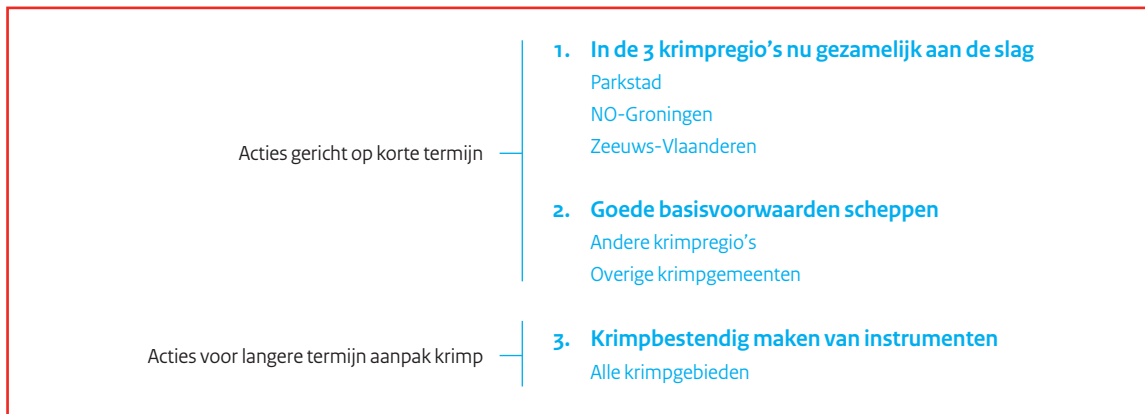 1. In de 3 krimpregio's nu gezamelijk aan de slag
Parkstad
NO-Groningen
Zeeuws-Vlaanderen
Acties gericht op korte termijn
2. Goede basisvoorwaarden scheppen
Andere krimpregio's
Overige krimpgemeenten
3. Krimpbestendig maken van instrumenten
Acties voor langere termijn aanpak krimp
Alle krimpgebieden